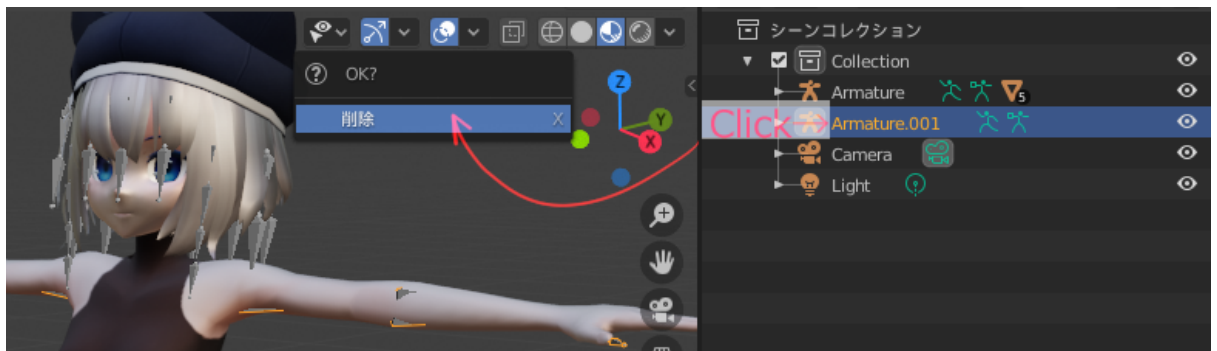 OK?
削除 X
Z
Y
X
シーンコレクション
Collection
Armature 5
Click→ Armature.001
Camera
Light